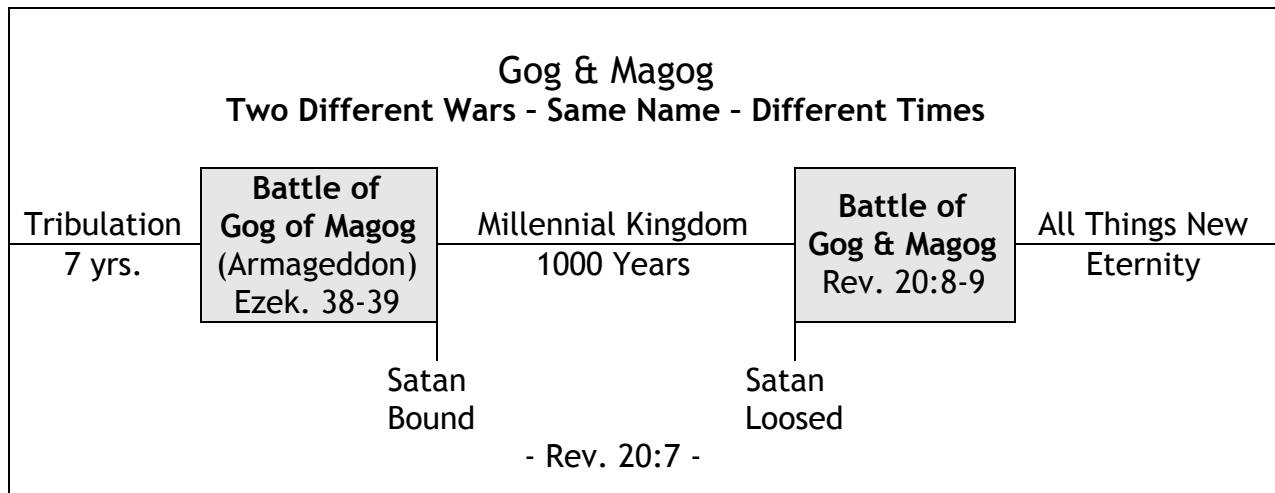 Gog & Magog
Two Different Wars – Same Name – Different Times
Tribulation
7 yrs.
Battle of
Gog of Magog
(Armageddon)
Ezek. 38-39
Millennial Kingdom
1000 Years
Battle of
Gog & Magog
Rev. 20:8-9
All Things New
Eternity
Satan
Bound
Satan
Loosed
- Rev. 20:7 -